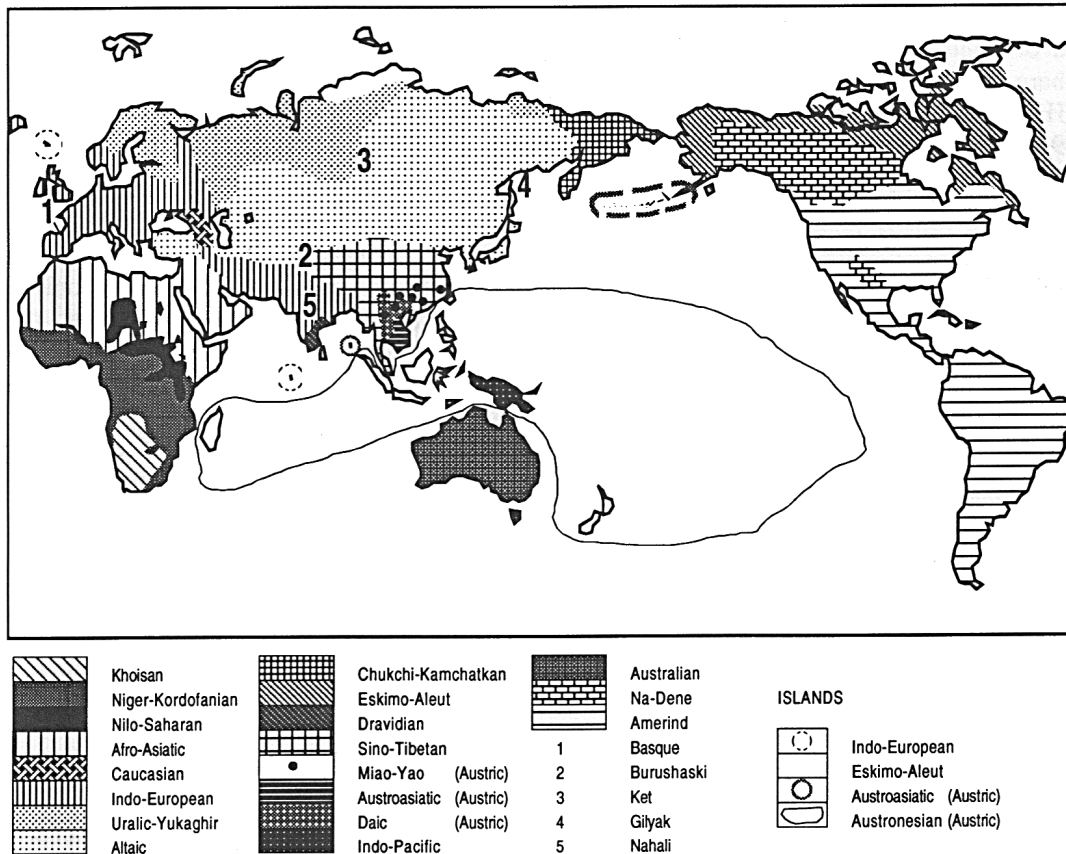 3
4
1
2
5
Khoisan
Niger-Kordofanian
Nilo-Saharan
Afro-Asiatic
Caucasian
Indo-European
Uralic-Yukaghir
Altaic
Chukchi-Kamchatkan
Eskimo-Aleut
Dravidian
Sino-Tibetan
Miao-Yao (Austric)
Austroasiatic (Austric)
Daic (Austric)
Indo-Pacific
Australian
Na-Dene
Amerind
1 Basque
2 Burushaski
3 Ket
4 Gilyak
5 Nahali
ISLANDS
Indo-European
Eskimo-Aleut
Austroasiatic (Austric)
Austronesian (Austric)